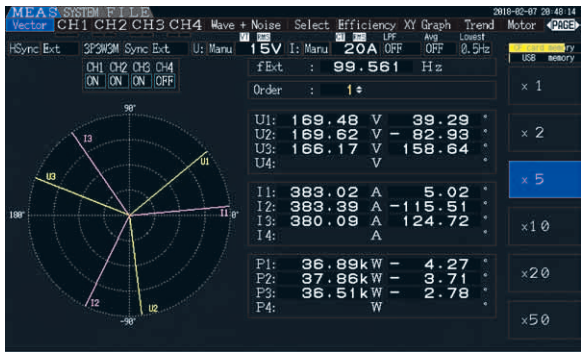 MEAS SYSTEM FILE 2018-02-07 20:48:14
Vector CH1 CH2 CH3 CH4 Wave + Noise Select Efficiency XY Graph Trend Motor PAGE
HSync Ext 3P3W3M Sync Ext U: Manu 15V I: Manu 20A LPF OFF Avg OFF Lowest 0.5Hz
CF card memory
USB memory
CH1 CH2 CH3 CH4
ON ON ON OFF
fExt : 99.561 Hz
Order : 1
x 1
x 2
x 5
x10
x20
x50
90°
I3
U1
U3
180°
I1 0°
I2
U2
-90°
U1: 169.48 V 39.29 °
U2: 169.62 V - 82.93 °
U3: 166.17 V 158.64 °
U4: V °
I1: 383.02 A 5.02 °
I2: 383.39 A -115.51 °
I3: 380.09 A 124.72 °
I4: A °
P1: 36.89kW - 4.27 °
P2: 37.86kW - 3.71 °
P3: 36.51kW - 2.78 °
P4: W °